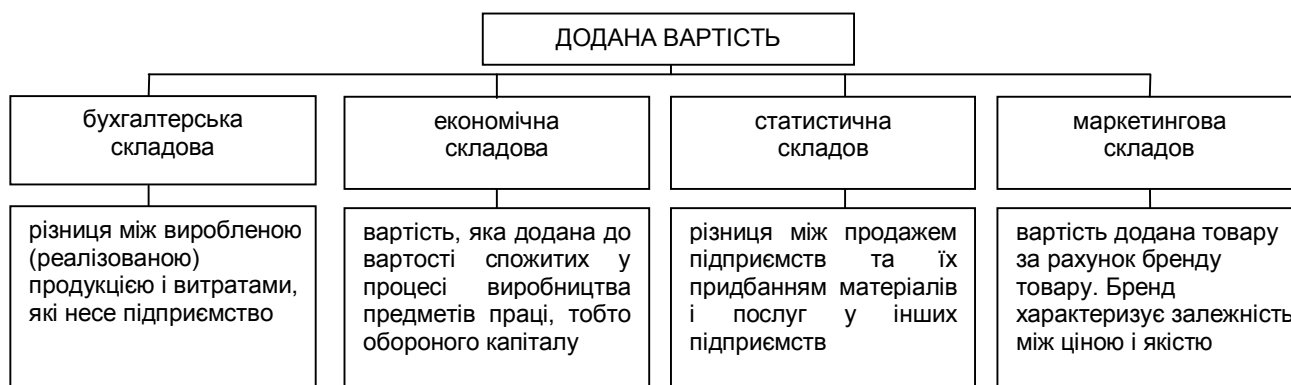 ДОДАНА ВАРТІСТЬ
бухгалтерська
складова
економічна
складова
статистична
складов
маркетингова
складов
різниця між виробленою
(реалізованою)
продукцією і витратами,
які несе підприємство
вартість, яка додана до
вартості спожитих у
процесі виробництва
предметів праці, тобто
обороного капіталу
різниця між продажем
підприємств та їх
придбанням матеріалів
і послуг у інших
підприємств
вартість додана товару
за рахунок бренду
товару. Бренд
характеризує залежність
між ціною і якістю